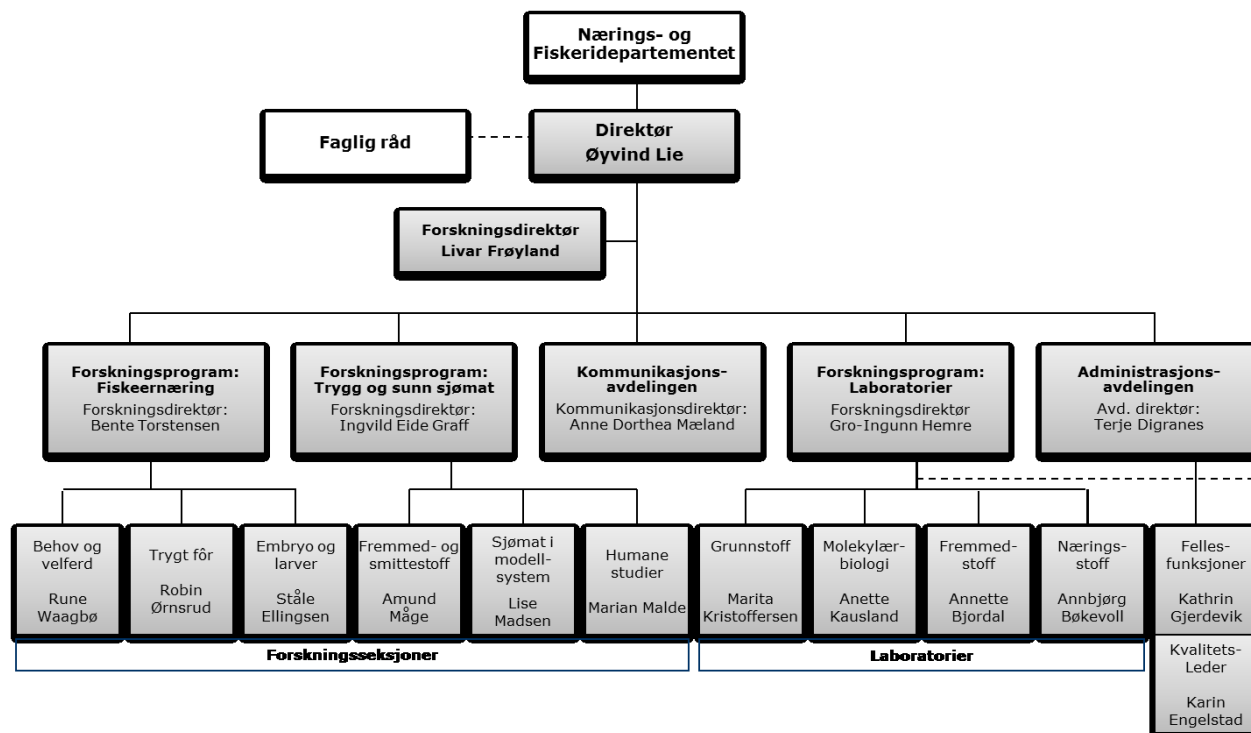 Nærings- og
Fiskeridepartementet
Faglig råd
Direktør
Øyvind Lie
Forskningsdirektør
Livar Frøyland
Forskningsprogram:
Fiskeernæring
Forskningsdirektør:
Bente Torstensen
Forskningsprogram:
Trygg og sunn sjømat
Forskningsdirektør:
Ingvild Eide Graff
Kommunikasjons-
avdelingen
Kommunikasjonsdirektør:
Anne Dorthea Mæland
Forskningsprogram:
Laboratorier
Forskningsdirektør
Gro-Ingunn Hemre
Administrasjons-
avdelingen
Avd. direktør:
Terje Digranes
Behov og
velferd
Rune
Waagbø
Trygt fôr
Robin
Ørnsrud
Embryo og
larver
Ståle
Ellingsen
Fremmed- og
smittestoff
Amund
Måge
Sjømat i
modell-
system
Lise
Madsen
Humane
studier
Marian Malde
Grunnstoff
Marita
Kristoffersen
Molekylær-
biologi
Anette
Kausland
Fremmed-
stoff
Annette
Bjordal
Nærings-
stoff
Annbjørg
Bøkevoll
Felles-
funksjoner
Kathrin
Gjerdevik
Forskningsseksjoner
Laboratorier
Kvalitets-
Leder
Karin
Engelstad